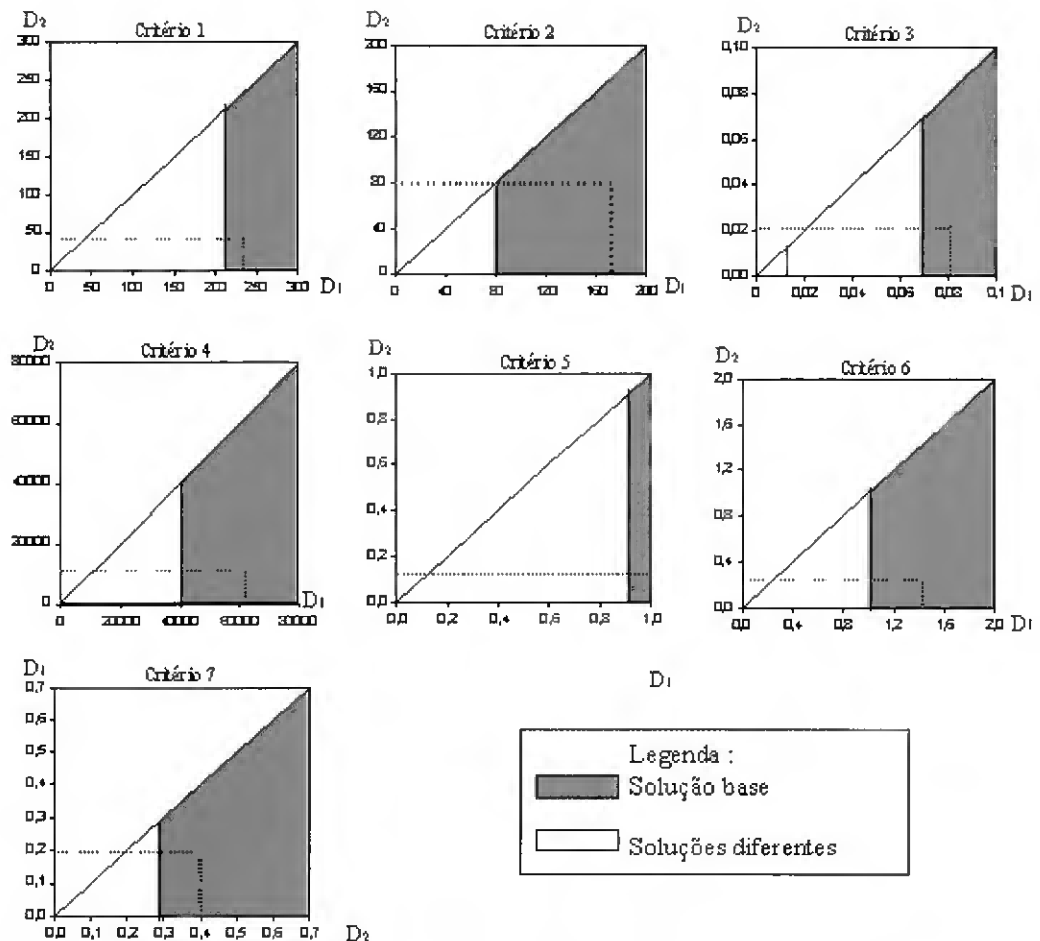 D₂
Critério 1
300
250
200
150
100
50
0
0 50 100 150 200 250 300 D₁
D₂
Critério 2
200
160
120
80
40
0
0 40 80 120 160 200 D₁
D₂
Critério 3
0,10
0,08
0,06
0,04
0,02
0,00
0,00 0,02 0,04 0,06 0,08 0,1 D₁
D₂
Critério 4
80000
60000
40000
20000
0
0 20000 40000 60000 80000 D₁
D₂
Critério 5
1,0
0,8
0,6
0,4
0,2
0,0
0,0 0,2 0,4 0,6 0,8 1,0
D₁
D₂
Critério 6
2,0
1,6
1,2
0,8
0,4
0,0
0,0 0,4 0,8 1,2 1,6 2,0 D₁
D₁
Critério 7
0,7
0,6
0,5
0,4
0,3
0,2
0,1
0,0
0,0 0,1 0,2 0,3 0,4 0,5 0,6 0,7 D₂
Legenda :
Solução base
Soluções diferentes